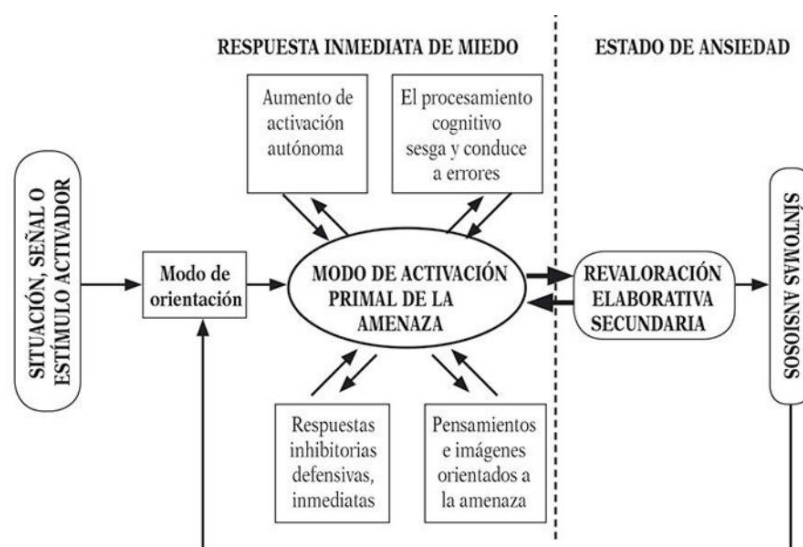 RESPUESTA INMEDIATA DE MIEDO
ESTADO DE ANSIEDAD
Aumento de
activación
autónoma
El procesamiento
cognitivo
sesga y conduce
a errores
SITUACIÓN, SEÑAL O
ESTÍMULO ACTIVADOR
Modo de
orientación
MODO DE ACTIVACIÓN
PRIMAL DE LA
AMENAZA
REVALORACIÓN
ELABORATIVA
SECUNDARIA
SÍNTOMAS ANSIOSOS
Respuestas
inhibitorias
defensivas,
inmediatas
Pensamientos
e imágenes
orientados a
la amenaza